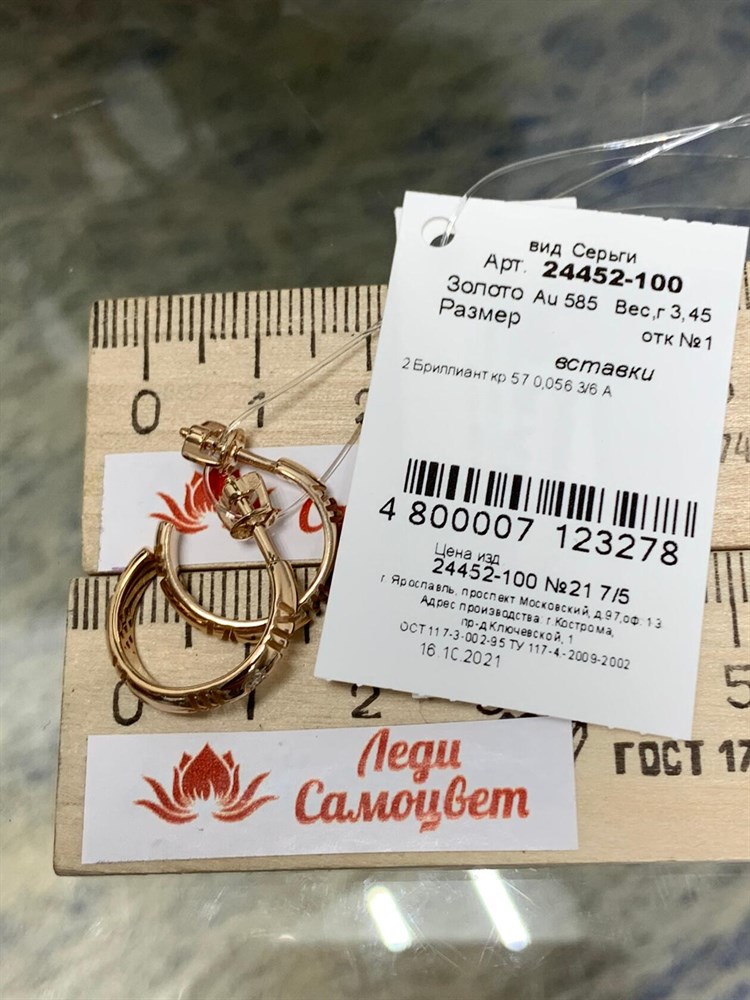 вид Серьги
Арт. 24452-100
Золото Au 585 Вес,г 3,45
Размер отк №1
вставки
2 Бриллиант кр 57 0,056 3/6 А
4 800007 123278
Цена изд
24452-100 №21 7/5
г. Ярославль, проспект Московский, д.97,оф. 1-3
Адрес производства: г.Кострома,
пр-д Ключевской, 1
ОСТ 117-3-002-95 ТУ 117-4.-2009-2002
16.10.2021
0 1
0 2
5
ГОСТ 17
Леди
Самоцвет